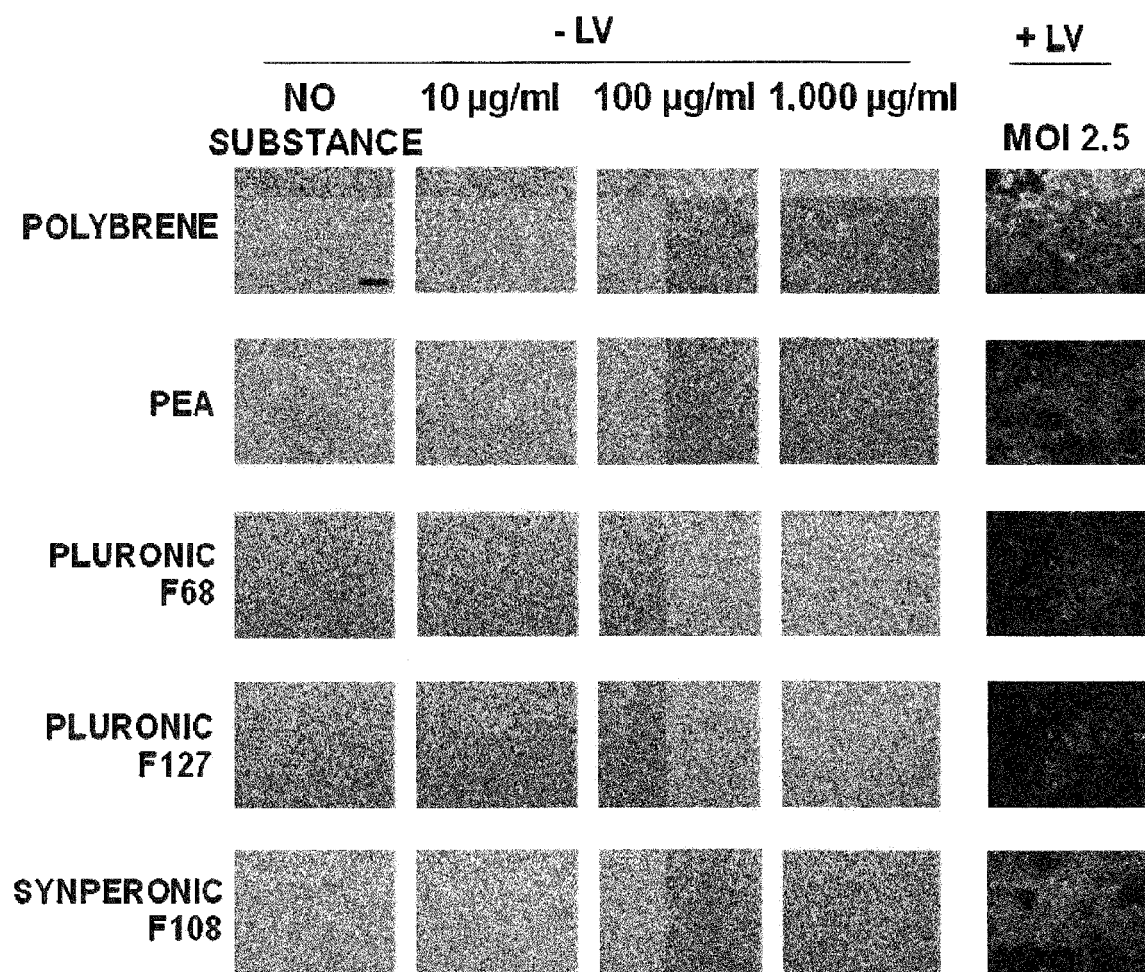 - LV
+ LV
NO SUBSTANCE
10 µg/ml
100 µg/ml
1.000 µg/ml
MOI 2.5
POLYBRENE
PEA
PLURONIC
F68
PLURONIC
F127
SYNPERONIC
F108